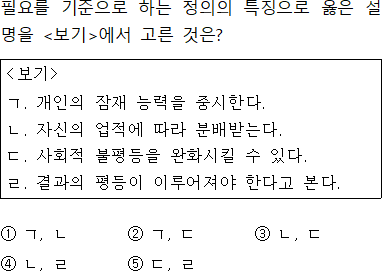 필요를 기준으로 하는 정의의 특징으로 옳은 설
명을 <보기>에서 고른 것은?
<보기>
ㄱ. 개인의 잠재 능력을 중시한다.
ㄴ. 자신의 업적에 따라 분배받는다.
ㄷ. 사회적 불평등을 완화시킬 수 있다.
ㄹ. 결과의 평등이 이루어져야 한다고 본다.
① ㄱ, ㄴ ② ㄱ, ㄷ ③ ㄴ, ㄷ
④ ㄴ, ㄹ ⑤ ㄷ, ㄹ